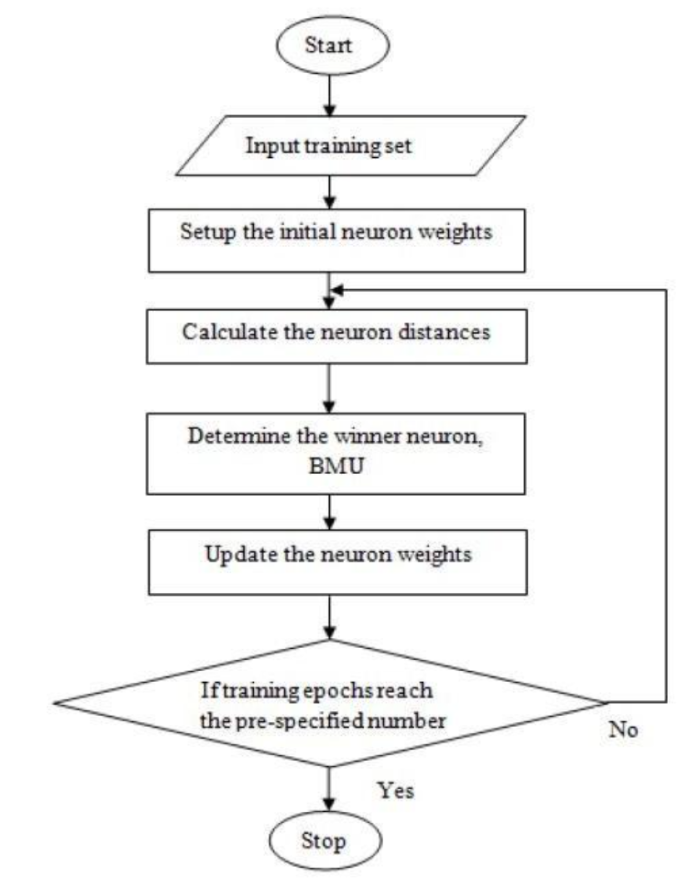 Start
Input training set
Setup the initial neuron weights
Calculate the neuron distances
Determine the winner neuron,
BMU
Update the neuron weights
If training epochs reach
the pre-specified number
No
Yes
Stop